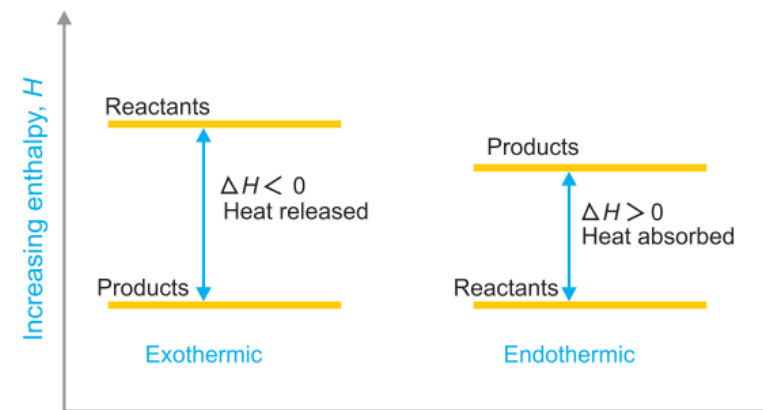 Increasing enthalpy, H
Reactants
ΔH < 0
Heat released
Products
Exothermic
Products
ΔH > 0
Heat absorbed
Reactants
Endothermic